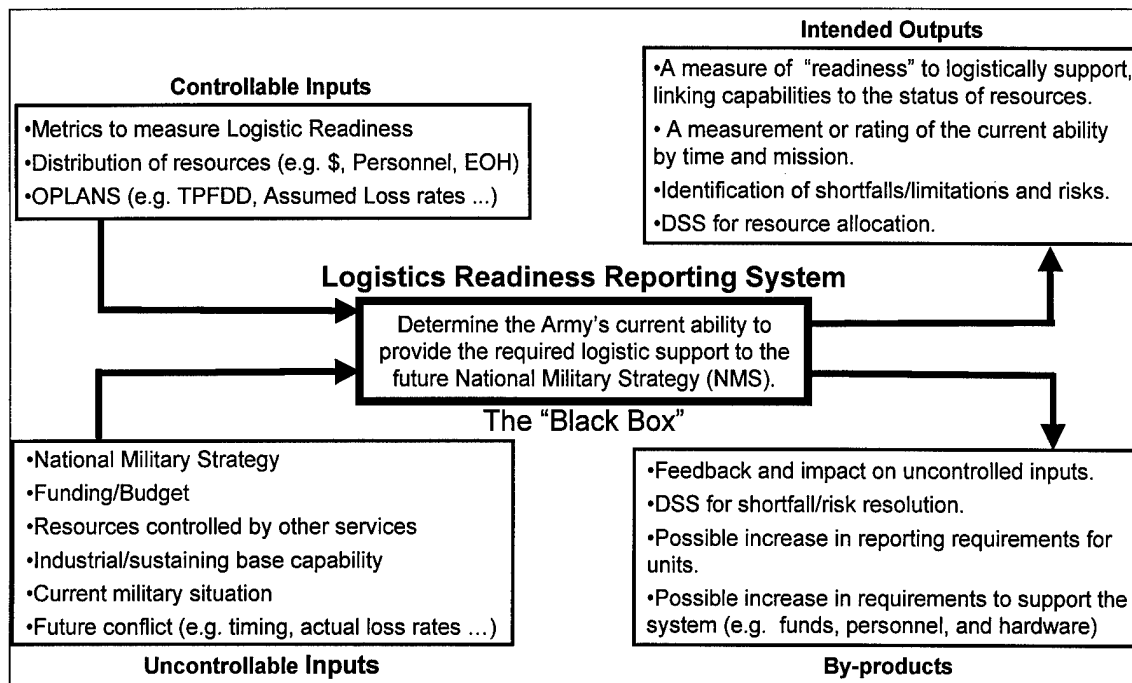 Controllable Inputs
•Metrics to measure Logistic Readiness
•Distribution of resources (e.g. $, Personnel, EOH)
•OPLANS (e.g. TPFDD, Assumed Loss rates ...)
Intended Outputs
•A measure of “readiness” to logistically support,
linking capabilities to the status of resources.
• A measurement or rating of the current ability
by time and mission.
•Identification of shortfalls/limitations and risks.
•DSS for resource allocation.
Logistics Readiness Reporting System
Determine the Army’s current ability to
provide the required logistic support to the
future National Military Strategy (NMS).
The “Black Box”
•National Military Strategy
•Funding/Budget
•Resources controlled by other services
•Industrial/sustaining base capability
•Current military situation
•Future conflict (e.g. timing, actual loss rates ...)
Uncontrollable Inputs
•Feedback and impact on uncontrolled inputs.
•DSS for shortfall/risk resolution.
•Possible increase in reporting requirements for
units.
•Possible increase in requirements to support the
system (e.g. funds, personnel, and hardware)
By-products